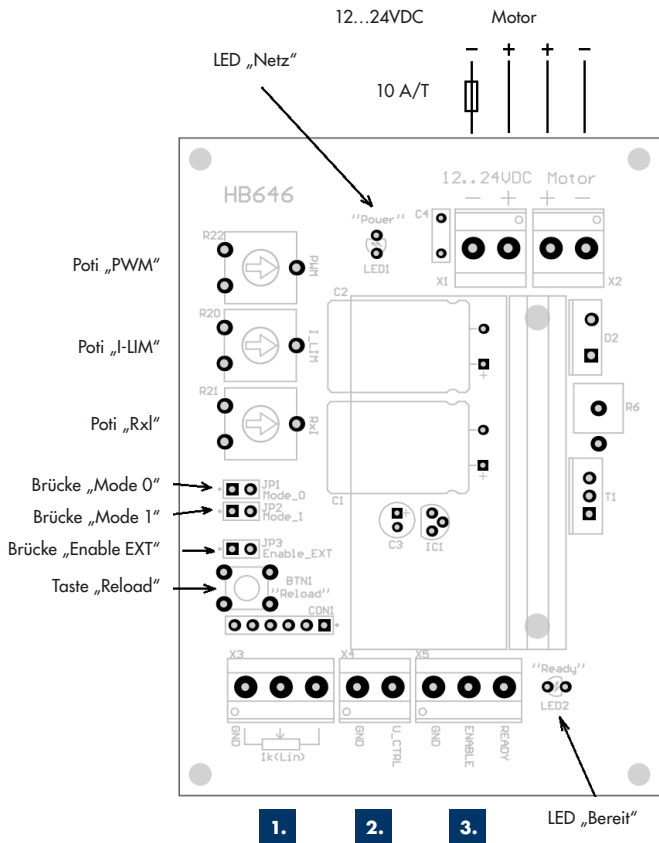 12...24VDC Motor
− + + −
LED „Netz“
10 A/T
12..24VDC Motor
− + + −
HB646
"Power"
C4
R22
LED1
X1 X2
Poti „PWM“
PWM
C2
R20
Poti „I-LIM“
I_LIM
D2
R21
+
Poti „RxI“
RxI
R6
Brücke „Mode 0“
JP1
Mode_0
+
Brücke „Mode 1“
JP2
Mode_1
C1
T1
+
Brücke „Enable EXT“
JP3
Enable_EXT
C3 IC1
Taste „Reload“
BTN1
"Reload"
CON1
X3 X4 X5
"Ready"
LED2
GND
GND
U_CTRL
GND
ENABLE
READY
Ik(Lin)
1. 2. 3.
LED „Bereit“